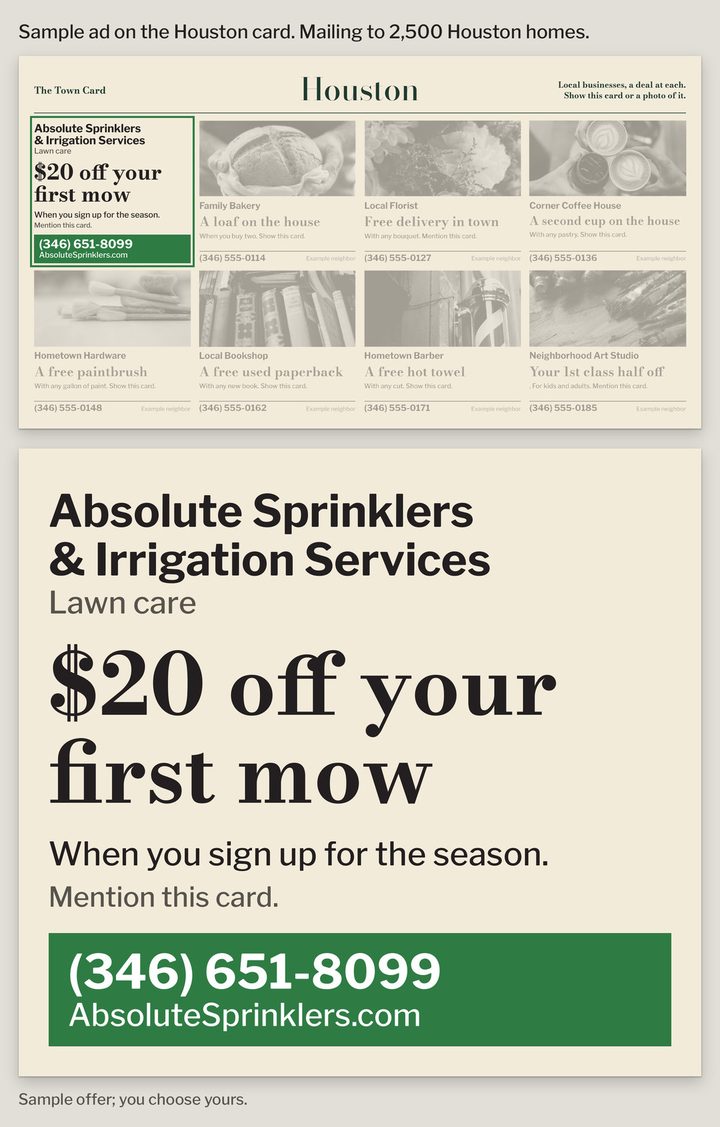 Sample ad on the Houston card. Mailing to 2,500 Houston homes.
The Town Card
Houston
Local businesses, a deal at each.
Show this card or a photo of it.
Absolute Sprinklers
& Irrigation Services
Lawn care
$20 off your
first mow
When you sign up for the season.
Mention this card.
(346) 651-8099
AbsoluteSprinklers.com
Family Bakery
A loaf on the house
When you buy two. Show this card.
(346) 555-0114 Example neighbor
Local Florist
Free delivery in town
With any bouquet. Mention this card.
(346) 555-0127 Example neighbor
Corner Coffee House
A second cup on the house
With any pastry. Show this card.
(346) 555-0136 Example neighbor
Hometown Hardware
A free paintbrush
With any gallon of paint. Show this card.
(346) 555-0148 Example neighbor
Local Bookshop
A free used paperback
With any new book. Show this card.
(346) 555-0162 Example neighbor
Hometown Barber
A free hot towel
With any cut. Show this card.
(346) 555-0171 Example neighbor
Neighborhood Art Studio
Your 1st class half off
For kids and adults. Mention this card.
(346) 555-0185 Example neighbor
Absolute Sprinklers
& Irrigation Services
Lawn care
$20 off your
first mow
When you sign up for the season.
Mention this card.
(346) 651-8099
AbsoluteSprinklers.com
Sample offer; you choose yours.